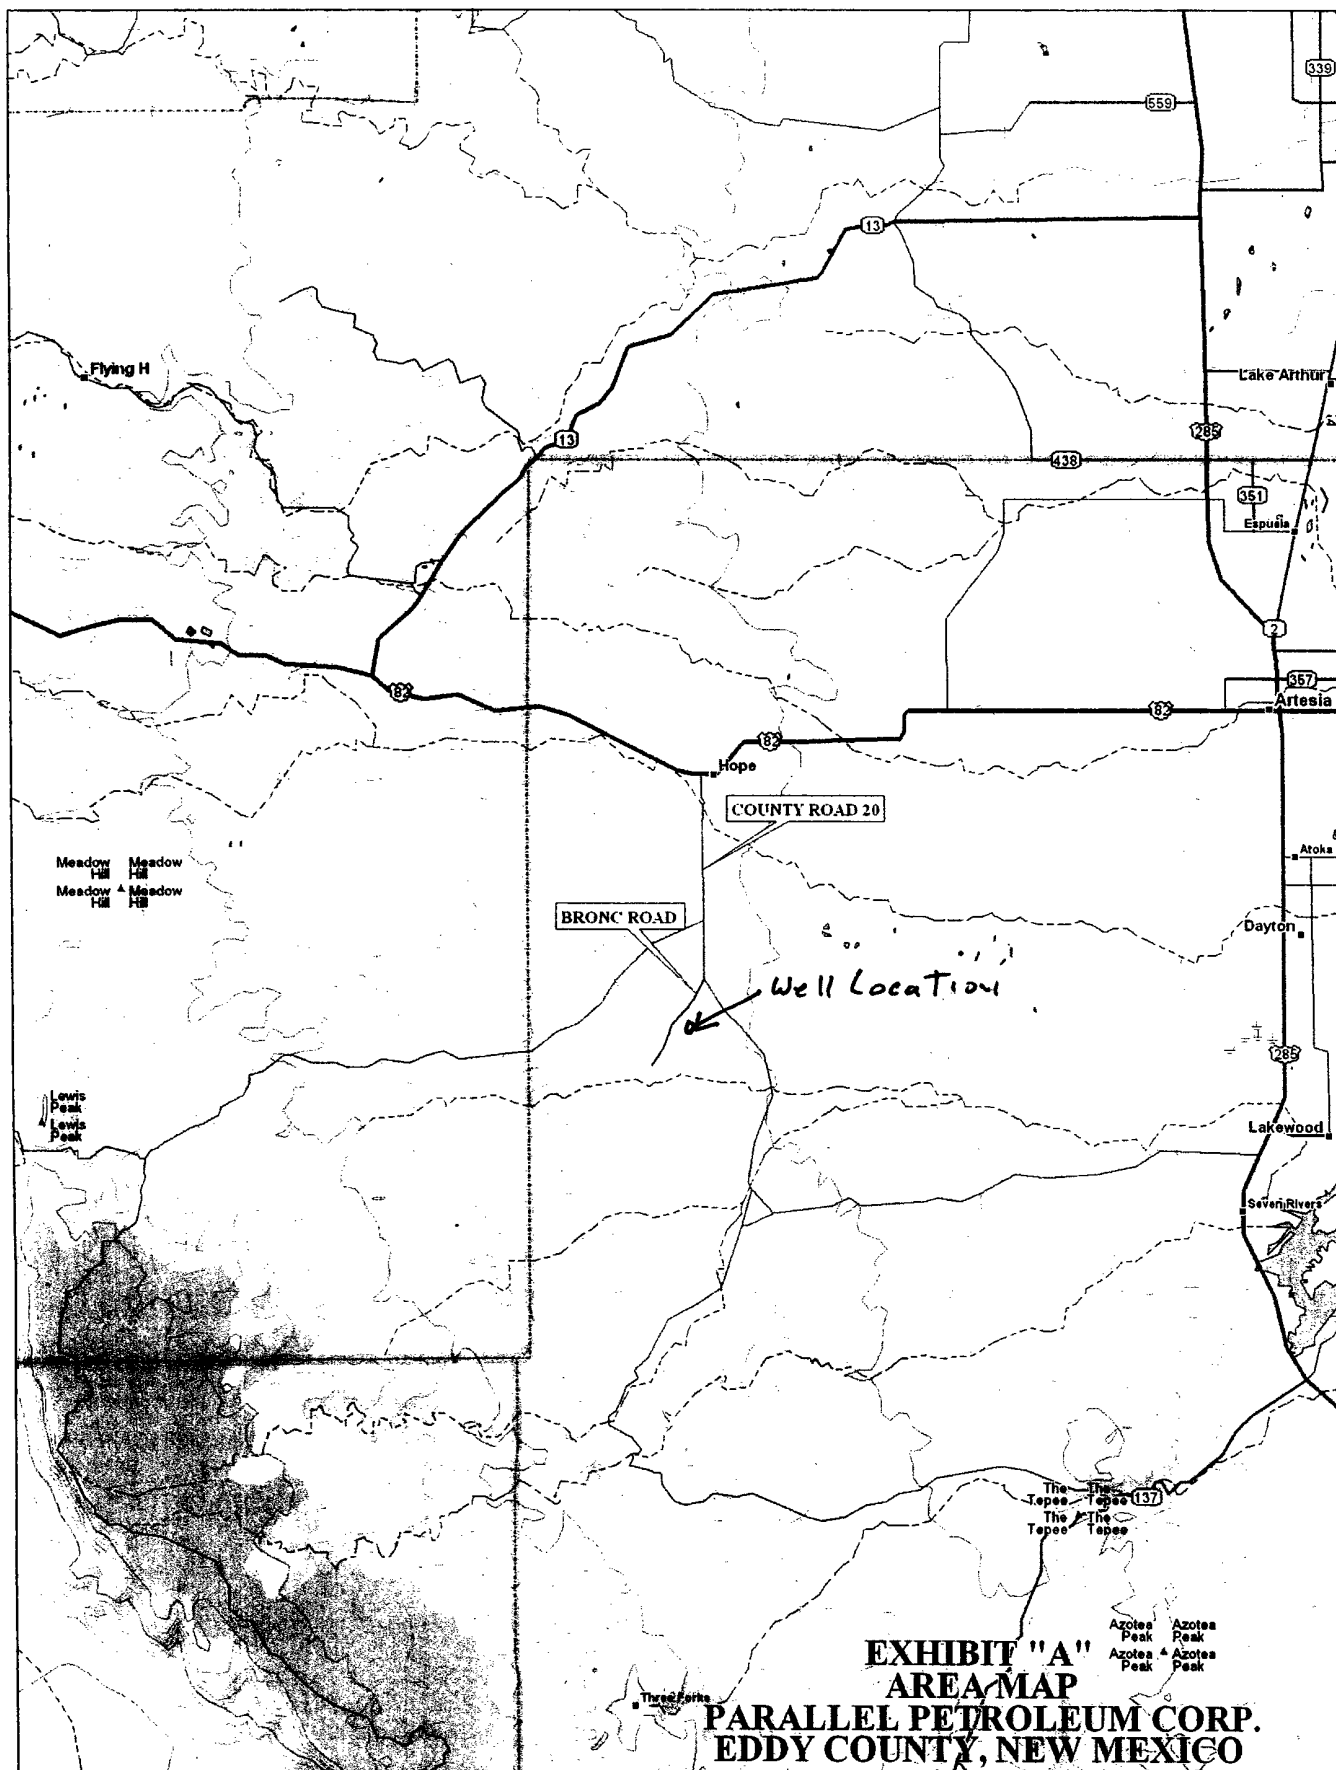 339
559
13
Flying H
Lake Arthur
13
285
438
351
Espuela
2
357
82
82
Artesia
82
Hope
COUNTY ROAD 20
Atoka
Meadow Hill
Meadow Hill
Meadow Hill
Meadow Hill
BRONC ROAD
Dayton
Well Location
285
Lewis Peak
Lewis Peak
Lakewood
Seven Rivers
The Tepee
The Tepee
137
The Tepee
The Tepee
Azotea Peak
Azotea Peak
Azotea Peak
Azotea Peak
Three Forks
EXHIBIT "A"
AREA MAP
PARALLEL PETROLEUM CORP.
EDDY COUNTY, NEW MEXICO